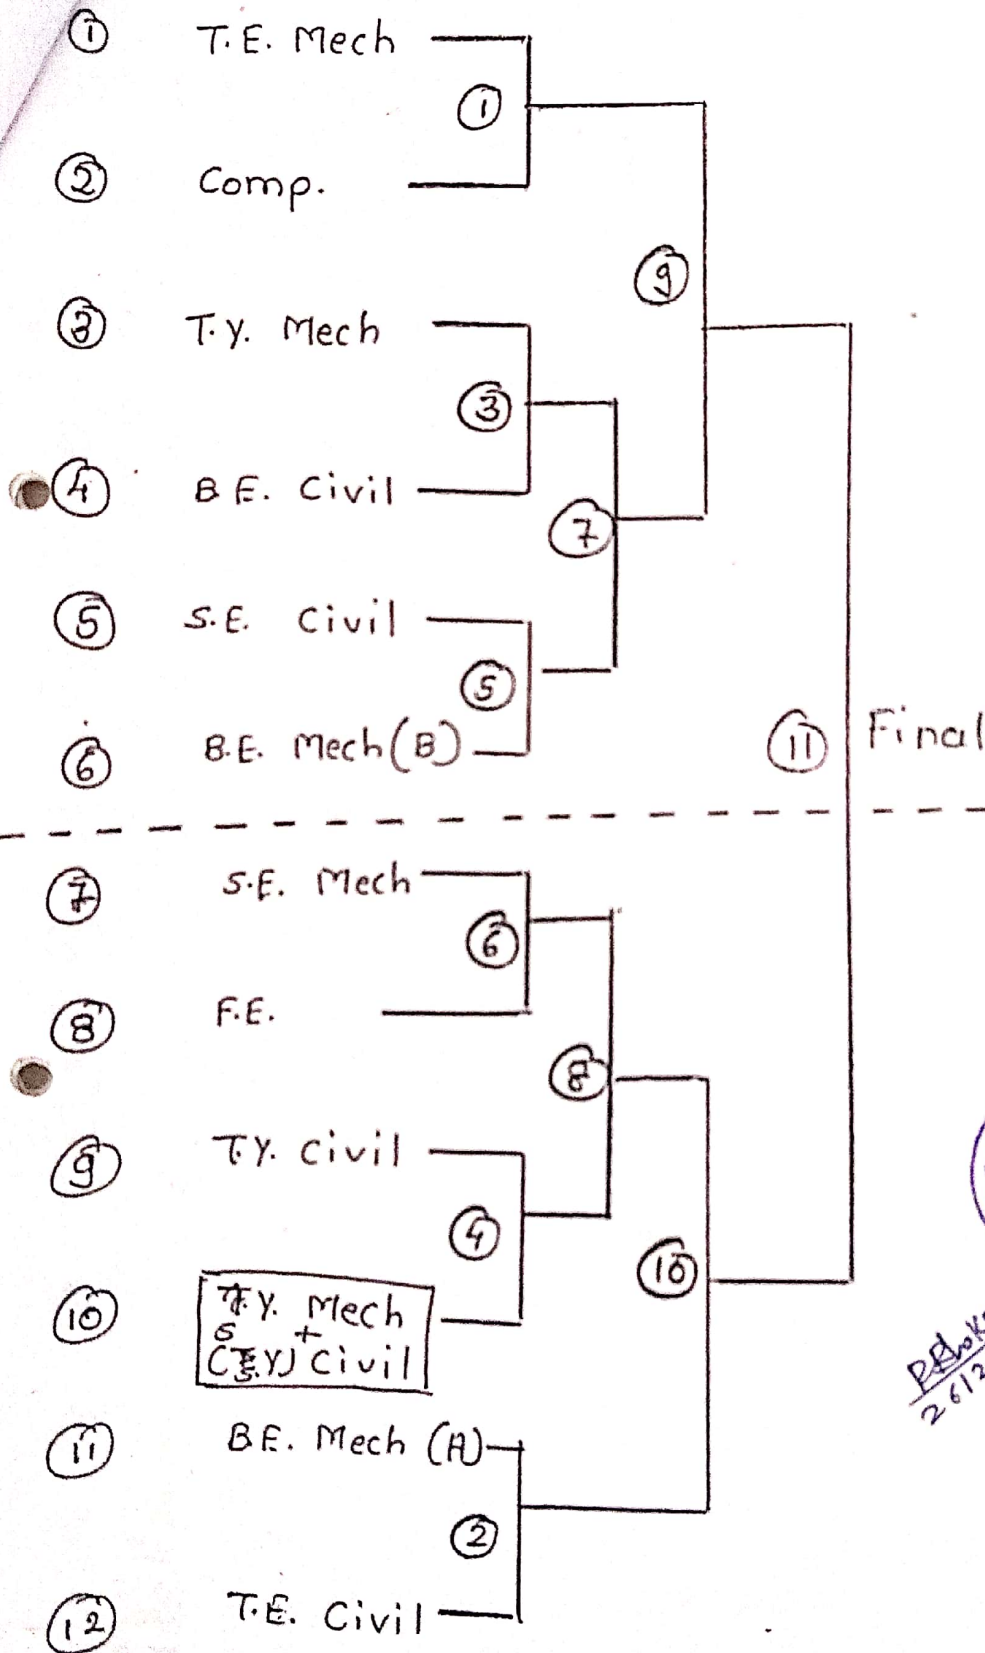 ① T.E. Mech
①
② Comp.
⑨
③ T.Y. Mech
③
④ B.E. Civil
⑦
⑤ S.E. Civil
⑤
⑥ B.E. Mech (B)
⑪ Final
⑦ S.E. Mech
⑥
⑧ F.E.
⑧
⑨ T.Y. Civil
④
⑩
⑩ Y. Mech
+
Civil
⑪ B.E. Mech (A)
②
⑫ T.E. Civil